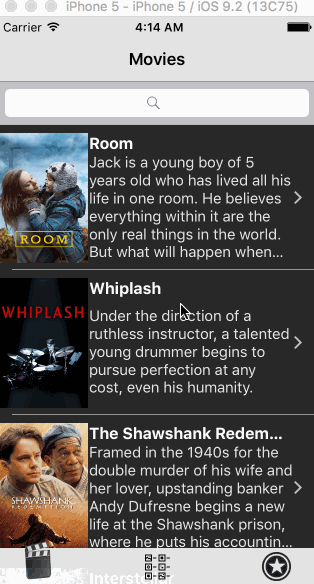 iPhone 5 - iPhone 5 / iOS 9.2 (13C75)
Carrier
4:14 AM
Movies
ROOM
Room
Jack is a young boy of 5
years old who has lived all his
life in one room. He believes
everything within it are the
only real things in the world.
But what will happen when...
WHIPLASH
Whiplash
Under the direction of a
ruthless instructor, a talented
young drummer begins to
pursue perfection at any
cost, even his humanity.
SHAWSHANK
REDEMPTION
The Shawshank Redem...
Framed in the 1940s for the
double murder of his wife and
her lover, upstanding banker
Andy Dufresne begins a new
life at the Shawshank prison,
where he puts his accountin...
Interstellar